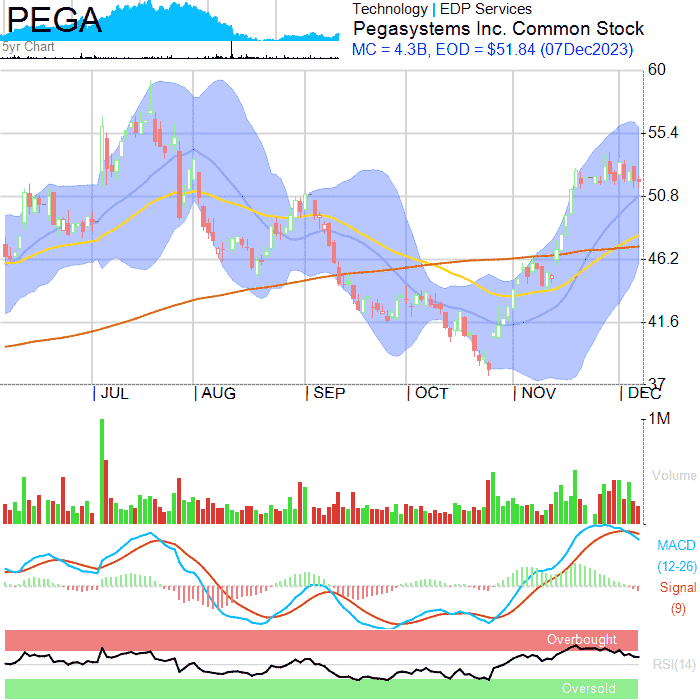 PEGA
5yr Chart
Technology | EDP Services
Pegasystems Inc. Common Stock
MC = 4.3B, EOD = $51.84 (07Dec2023)
60
55.4
50.8
46.2
41.6
37
JUL AUG SEP OCT NOV DEC
1M
Volume
MACD
(12-26)
Signal
(9)
Overbought
RSI(14)
Oversold